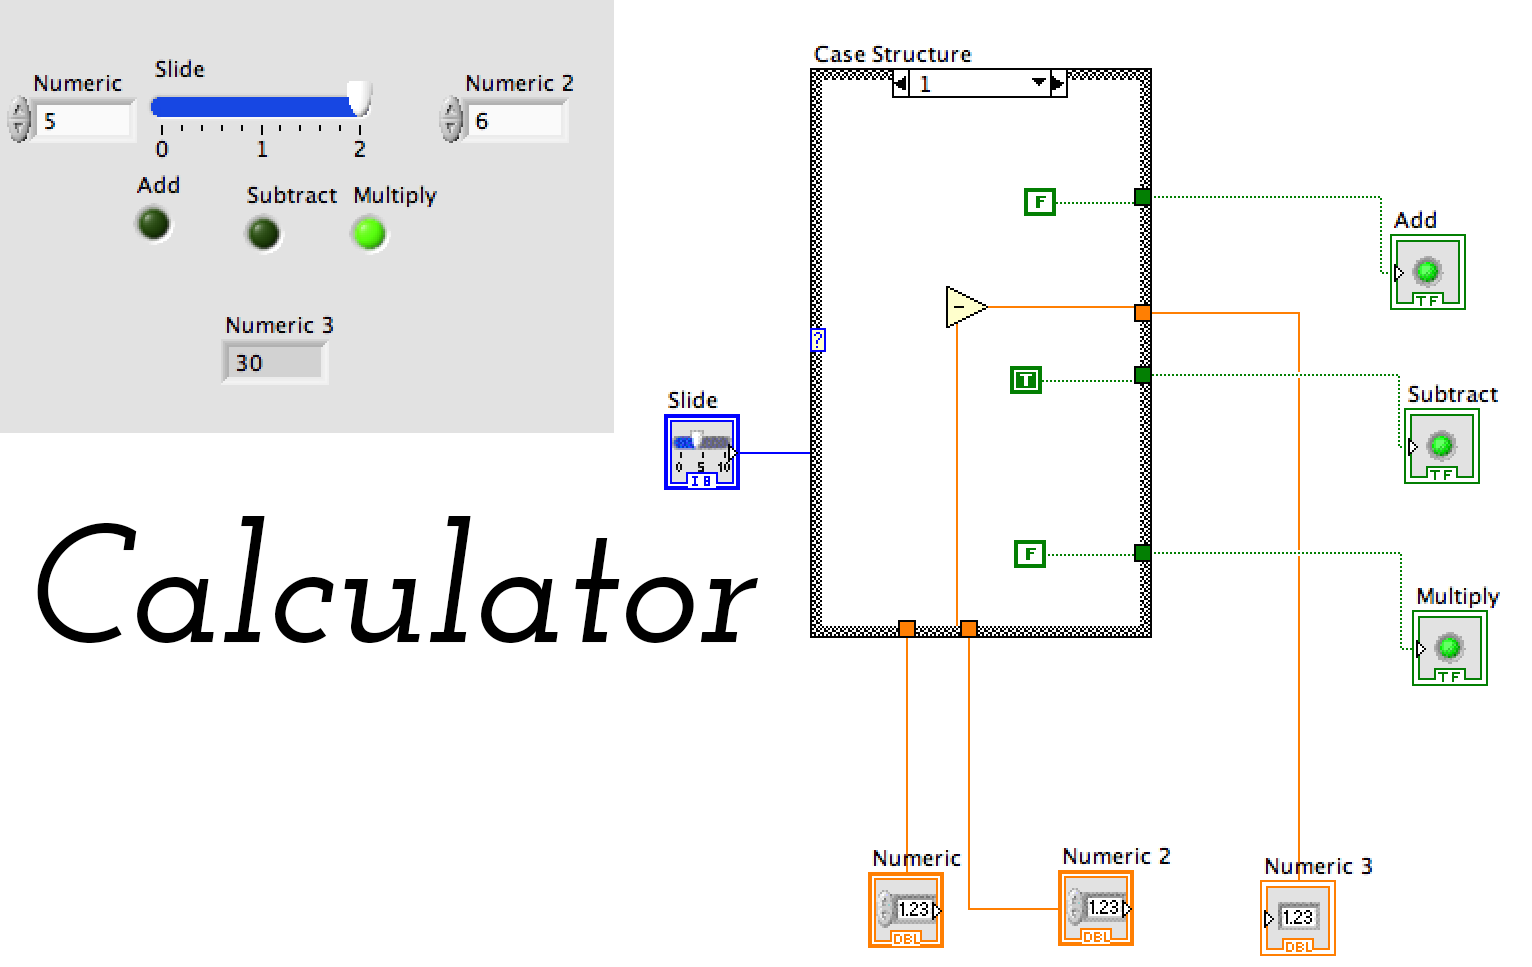 Numeric
Slide
Numeric 2
5
6
0 1 2
Add
Subtract
Multiply
Numeric 3
30
Calculator
Case Structure
1
F
Add
TF
-
?
T
Subtract
TF
Slide
0 5 10
I8
F
Multiply
TF
Numeric
1.23
DBL
Numeric 2
1.23
DBL
Numeric 3
1.23
DBL